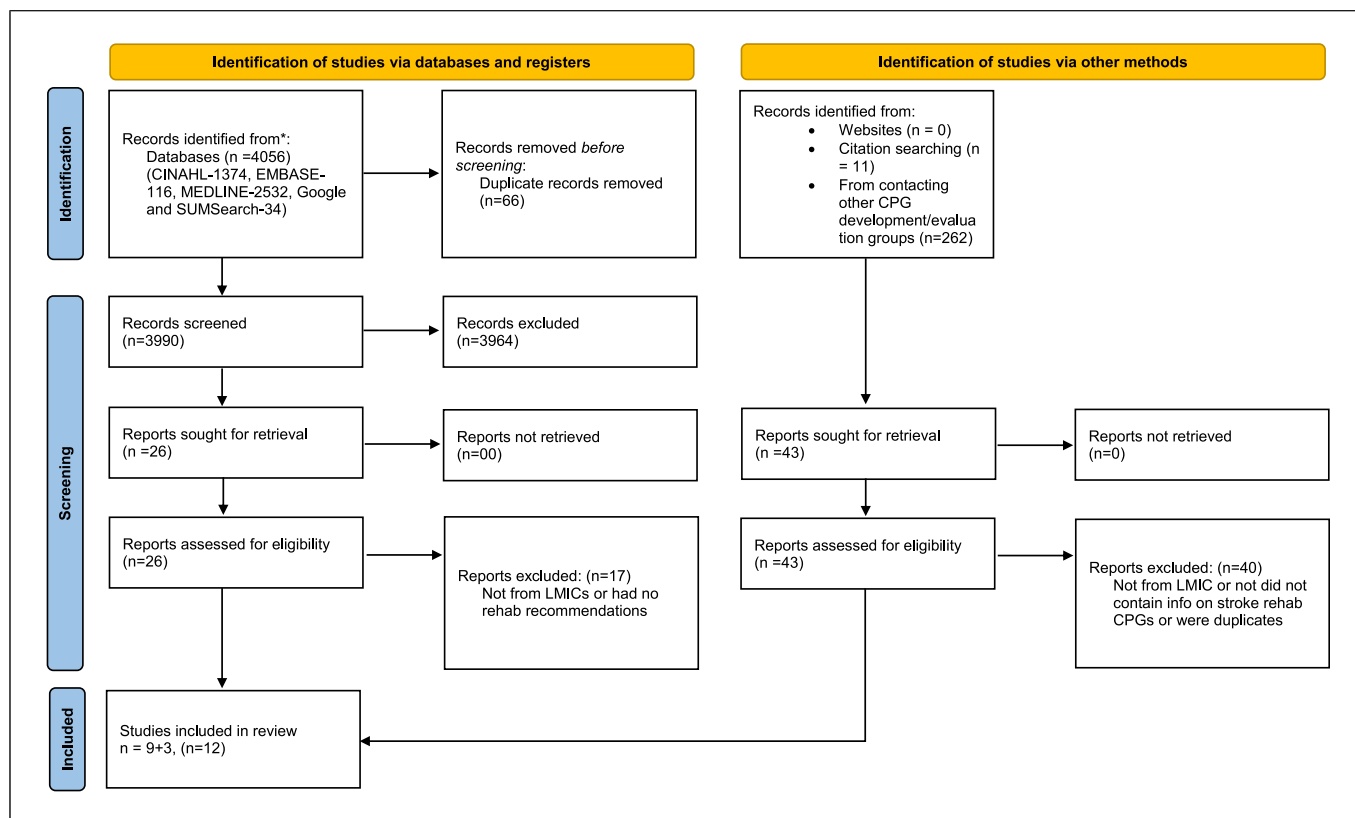 Identification of studies via databases and registers
Identification of studies via other methods
Identification
Records identified from*:
Databases (n =4056)
(CINAHL-1374, EMBASE-
116, MEDLINE-2532, Google
and SUMSearch-34)
Records removed before
screening:
Duplicate records removed
(n=66)
Records identified from:
• Websites (n = 0)
• Citation searching (n
= 11)
• From contacting
other CPG
development/evalua
tion groups (n=262)
Screening
Records screened
(n=3990)
Records excluded
(n=3964)
Reports sought for retrieval
(n =26)
Reports not retrieved
(n=00)
Reports sought for retrieval
(n =43)
Reports not retrieved
(n=0)
Reports assessed for eligibility
(n=26)
Reports excluded: (n=17)
Not from LMICs or had no
rehab recommendations
Reports assessed for eligibility
(n =43)
Reports excluded: (n=40)
Not from LMIC or not did not
contain info on stroke rehab
CPGs or were duplicates
Included
Studies included in review
n = 9+3, (n=12)